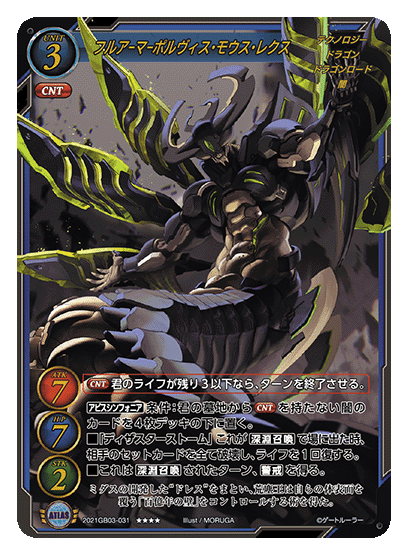 UNIT
3
フルアーマーボルヴィス・モウス・レクス
テクノロジー
ドラゴン
ドラゴンロード
闇
CNT
ATK
7
HP
7
STK
2
CNT 君のライフが残り3以下なら、ターンを終了させる。
アビスシンフォニア 条件：君の墓地から CNT を持たない闇の
カードを4枚デッキの下に置く。
■「ディザスターストーム」これが 深淵召喚 で場に出た時、
相手のセットカードを全て破壊し、ライフを1回復する。
■これは 深淵召喚 されたターン、警戒 を得る。
ミグスの開発した“ドレス”をまとい、荒魔王は自らの体表面を
覆う“百億年の壁”をコントロールする術を得た。
ATLAS
2021GB03-031 ★★★★ Illust / MORUGA ©ゲートルーラー